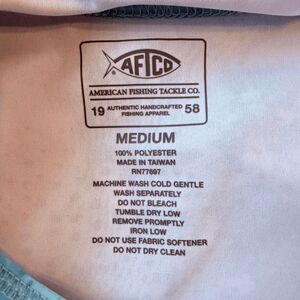 AFTCO
AMERICAN FISHING TACKLE CO.
19 AUTHENTIC HANDCRAFTED FISHING APPAREL 58
MEDIUM
100% POLYESTER
MADE IN TAIWAN
RN77697
MACHINE WASH COLD GENTLE
WASH SEPARATELY
DO NOT BLEACH
TUMBLE DRY LOW
REMOVE PROMPTLY
IRON LOW
DO NOT USE FABRIC SOFTENER
DO NOT DRY CLEAN